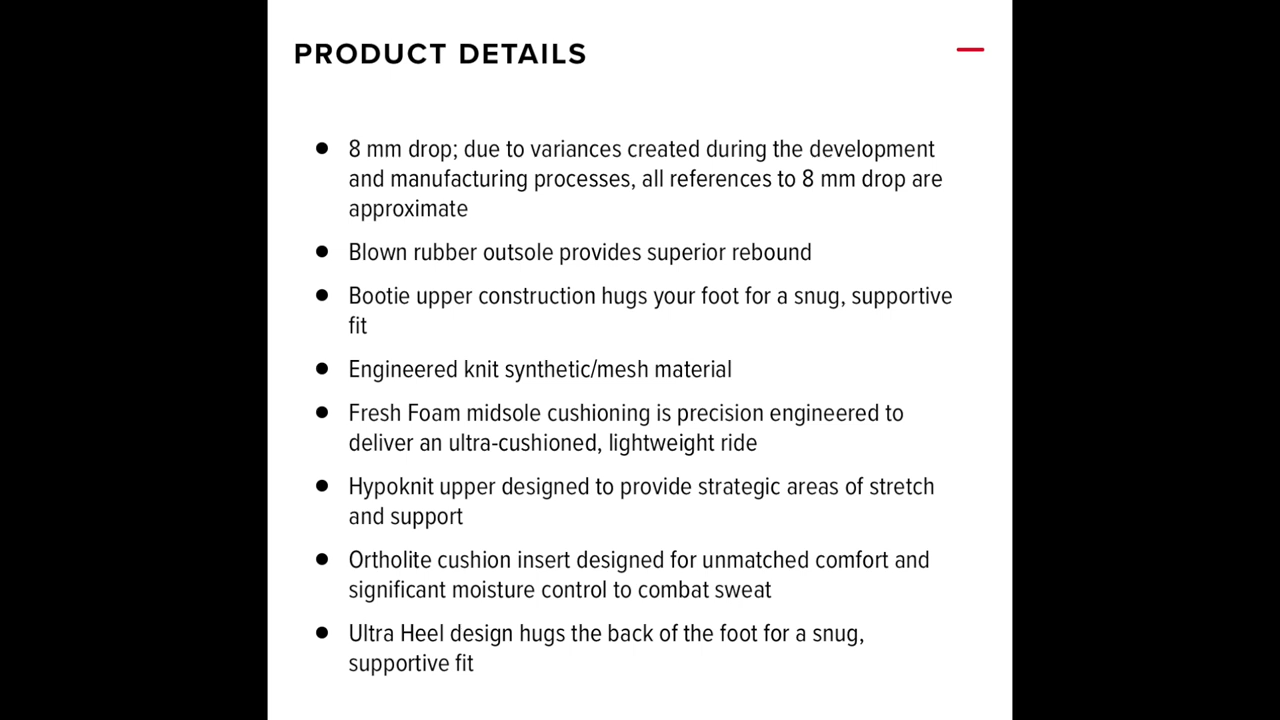 PRODUCT DETAILS
8 mm drop; due to variances created during the development
and manufacturing processes, all references to 8 mm drop are
approximate
Blown rubber outsole provides superior rebound
Bootie upper construction hugs your foot for a snug, supportive
fit
Engineered knit synthetic/mesh material
Fresh Foam midsole cushioning is precision engineered to
deliver an ultra-cushioned, lightweight ride
Hypoknit upper designed to provide strategic areas of stretch
and support
Ortholite cushion insert designed for unmatched comfort and
significant moisture control to combat sweat
Ultra Heel design hugs the back of the foot for a snug,
supportive fit